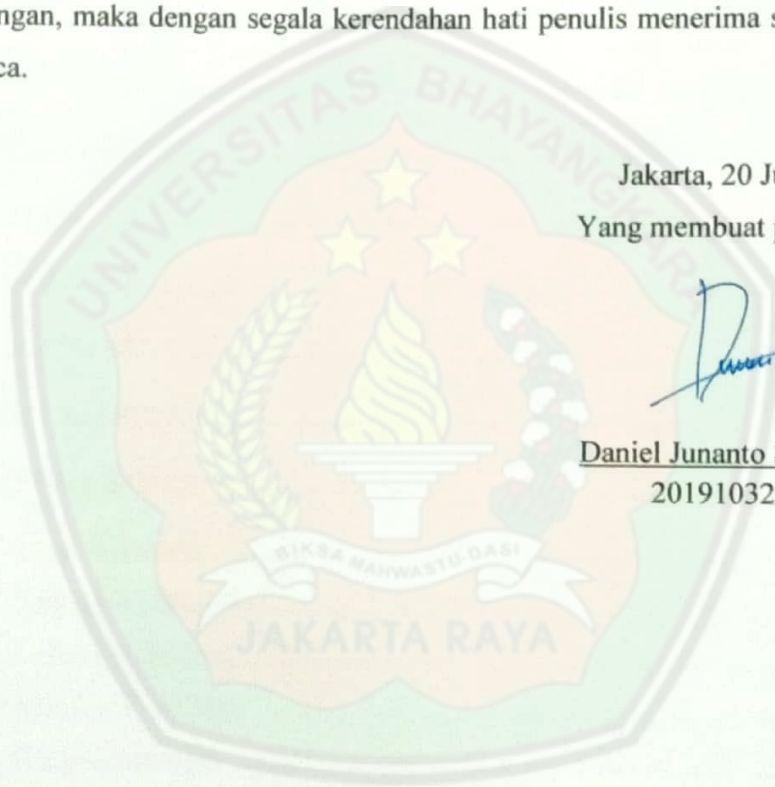 ngan, maka dengan segala kerendahan hati penulis menerima s
ca.
UNIVERSITAS BHAYANGKARA
Jakarta, 20 Ju
Yang membuat p
Daniel Junanto
20191032
BIKSA MAHWASTU DASI
JAKARTA RAYA